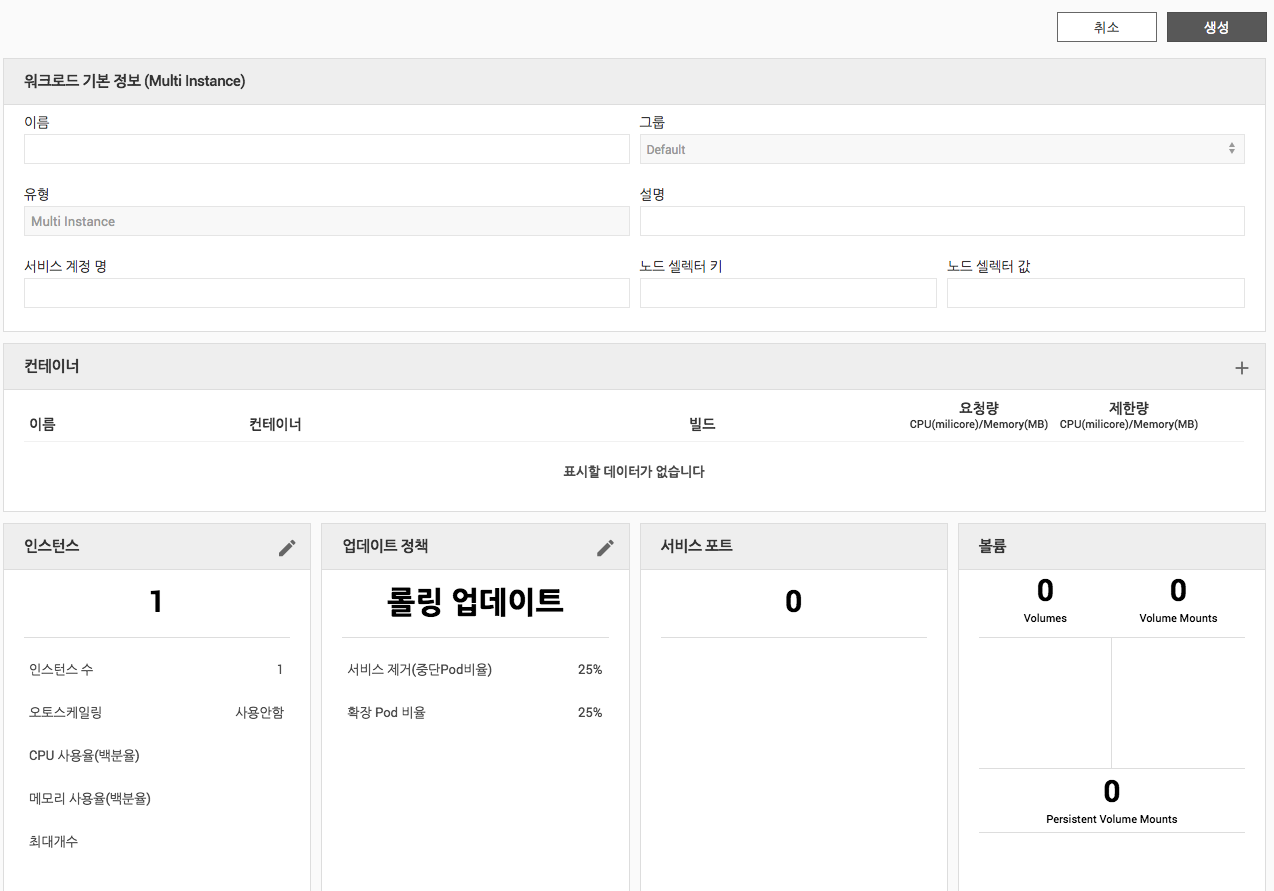 취소
생성
워크로드 기본 정보 (Multi Instance)
이름
그룹
Default
유형
설명
Multi Instance
서비스 계정 명
노드 셀렉터 키
노드 셀렉터 값
컨테이너
이름
컨테이너
빌드
요청량
CPU(milicore)/Memory(MB)
제한량
CPU(milicore)/Memory(MB)
표시할 데이터가 없습니다
인스턴스
1
인스턴스 수 1
오토스케일링 사용안함
CPU 사용율(백분율)
메모리 사용율(백분율)
최대개수
업데이트 정책
롤링 업데이트
서비스 제거(중단Pod비율) 25%
확장 Pod 비율 25%
서비스 포트
0
볼륨
0
Volumes
0
Volume Mounts
0
Persistent Volume Mounts